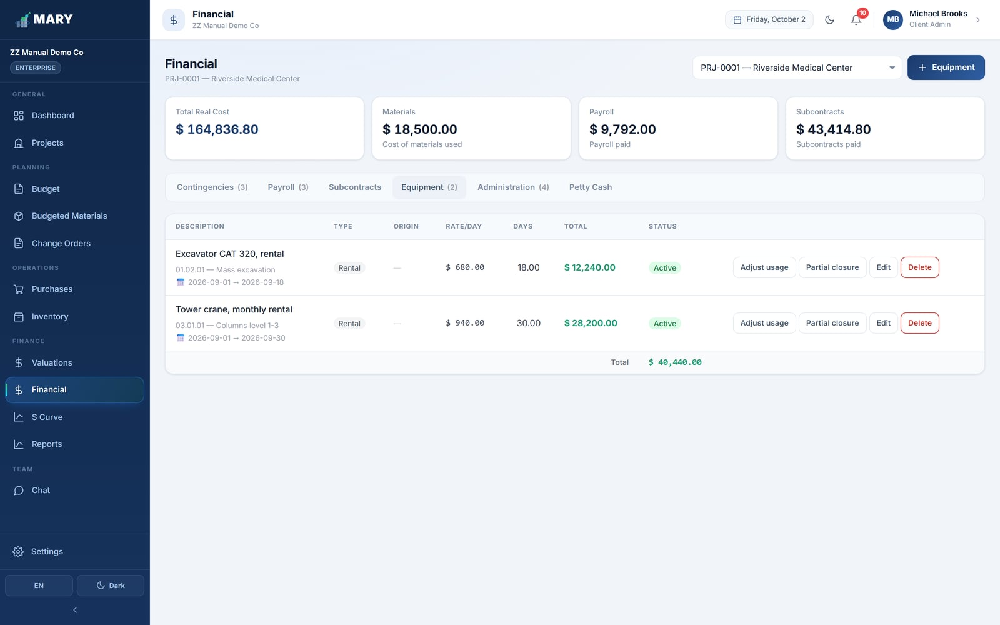 MARY
ZZ Manual Demo Co
ENTERPRISE
GENERAL
Dashboard
Projects
PLANNING
Budget
Budgeted Materials
Change Orders
OPERATIONS
Purchases
Inventory
FINANCE
Valuations
Financial
S Curve
Reports
TEAM
Chat
Settings
EN
Dark
Financial
ZZ Manual Demo Co
Friday, October 2
10
MB
Michael Brooks
Client Admin
Financial
PRJ-0001 — Riverside Medical Center
PRJ-0001 — Riverside Medical Center
+ Equipment
Total Real Cost
$ 164,836.80
Materials
$ 18,500.00
Cost of materials used
Payroll
$ 9,792.00
Payroll paid
Subcontracts
$ 43,414.80
Subcontracts paid
Contingencies (3) Payroll (3) Subcontracts Equipment (2) Administration (4) Petty Cash
DESCRIPTION TYPE ORIGIN RATE/DAY DAYS TOTAL STATUS
Excavator CAT 320, rental
01.02.01 — Mass excavation
2026-09-01 → 2026-09-18
Rental — $ 680.00 18.00 $ 12,240.00 Active Adjust usage Partial closure Edit Delete
Tower crane, monthly rental
03.01.01 — Columns level 1-3
2026-09-01 → 2026-09-30
Rental — $ 940.00 30.00 $ 28,200.00 Active Adjust usage Partial closure Edit Delete
Total $ 40,440.00